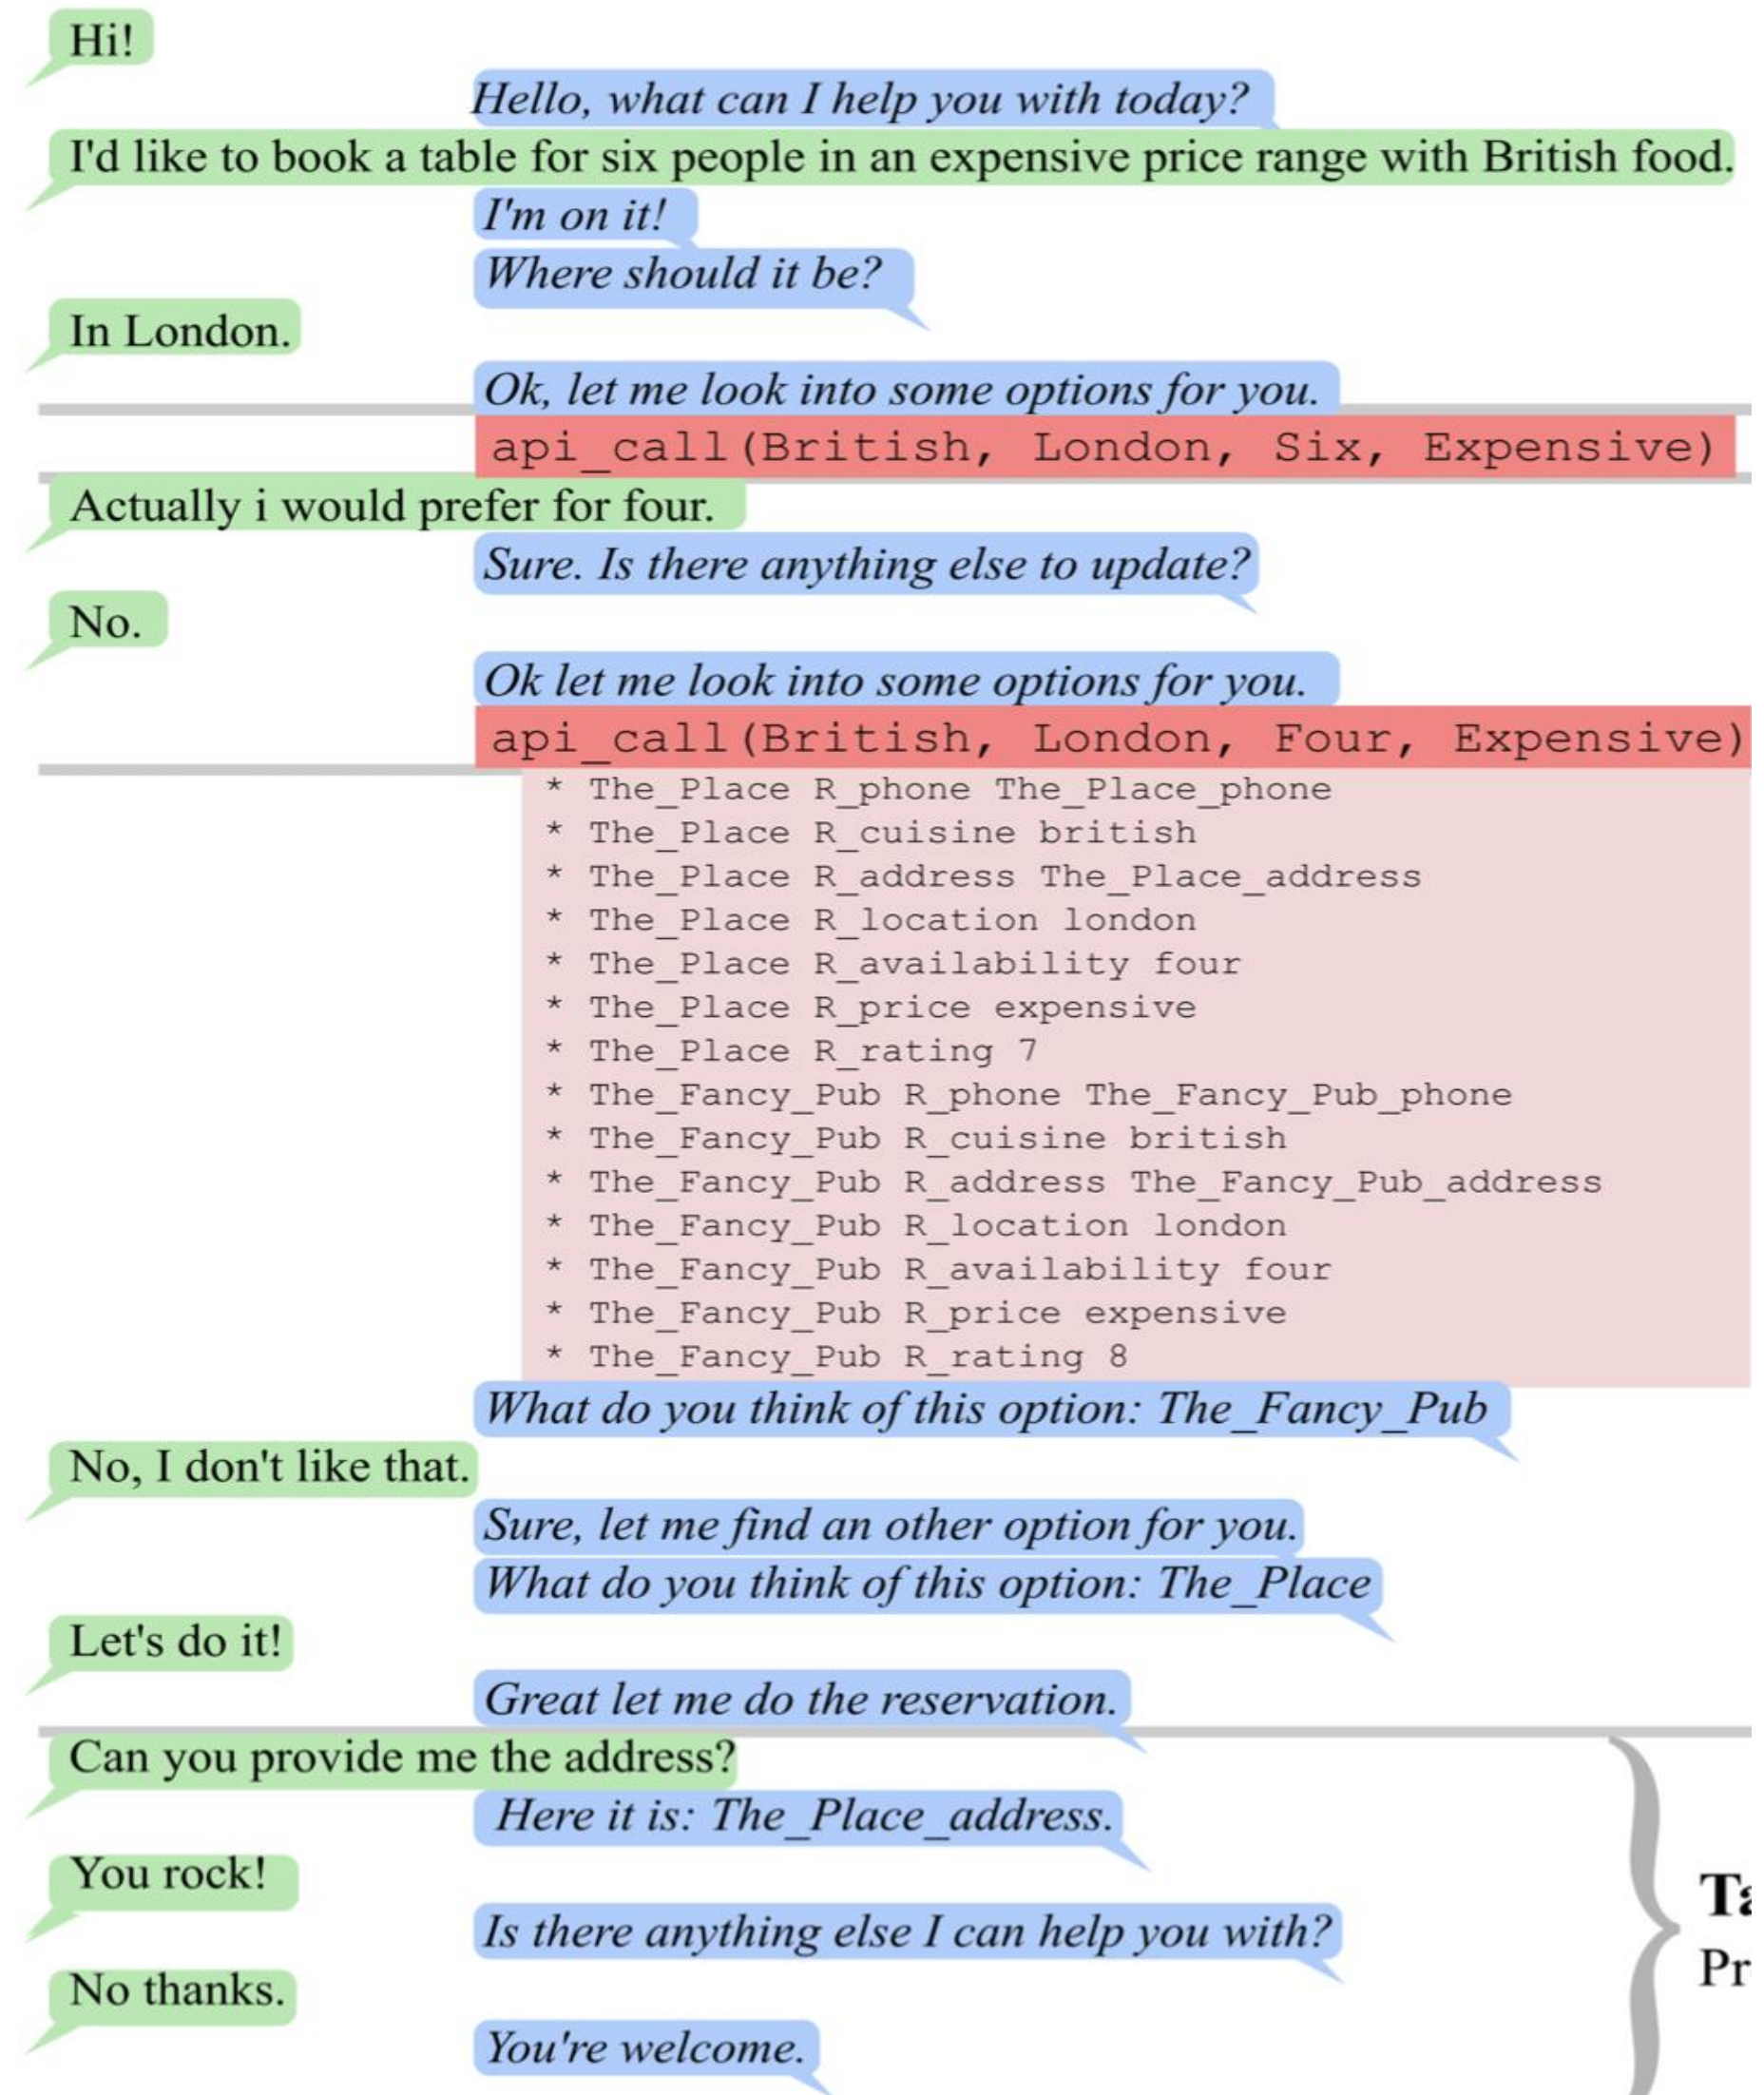 Hi!
Hello, what can I help you with today?
I'd like to book a table for six people in an expensive price range with British food.
I'm on it!
Where should it be?
In London.
Ok, let me look into some options for you.
api_call(British, London, Six, Expensive)
Actually i would prefer for four.
Sure. Is there anything else to update?
No.
Ok let me look into some options for you.
api_call(British, London, Four, Expensive)
* The_Place R_phone The_Place_phone
* The_Place R_cuisine british
* The_Place R_address The_Place_address
* The_Place R_location london
* The_Place R_availability four
* The_Place R_price expensive
* The_Place R_rating 7
* The_Fancy_Pub R_phone The_Fancy_Pub_phone
* The_Fancy_Pub R_cuisine british
* The_Fancy_Pub R_address The_Fancy_Pub_address
* The_Fancy_Pub R_location london
* The_Fancy_Pub R_availability four
* The_Fancy_Pub R_price expensive
* The_Fancy_Pub R_rating 8
What do you think of this option: The_Fancy_Pub
No, I don't like that.
Sure, let me find an other option for you.
What do you think of this option: The_Place
Let's do it!
Great let me do the reservation.
Can you provide me the address?
Here it is: The_Place_address.
You rock!
Is there anything else I can help you with?
No thanks.
You're welcome.